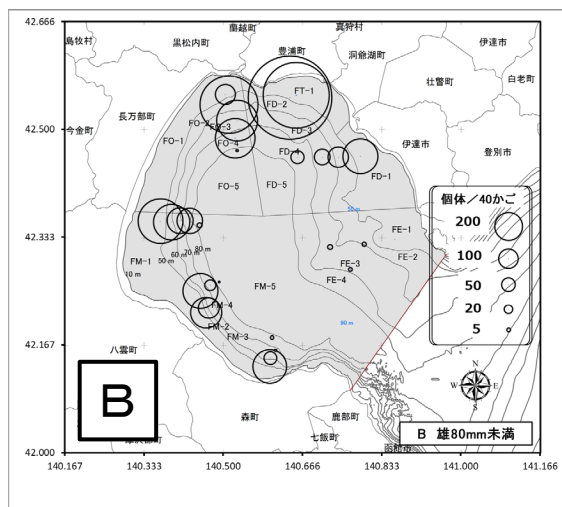 42.666
42.500
42.333
42.167
42.000
140.167
140.333
140.500
140.666
140.833
141.000
141.166
島牧村
黒松内町
蘭越町
豊浦町
真狩村
洞爺湖町
伊達市
白老町
壮瞥町
今金町
長万部町
伊達市
登別市
FT-1
FD-2
FO-2
FO-3
FD-3
FO-1
FO-4
FD-4
FD-1
FO-5
FD-5
50 m
FE-1
FE-2
FE-3
FE-4
FM-1
10 m
50 m
60 m
70 m
80 m
FM-5
FM-4
FM-2
FM-3
90 m
個体／40かご
200
100
50
20
5
N
W
E
S
八雲町
森町
鹿部町
七飯町
函館市
B
B 雄80mm未満